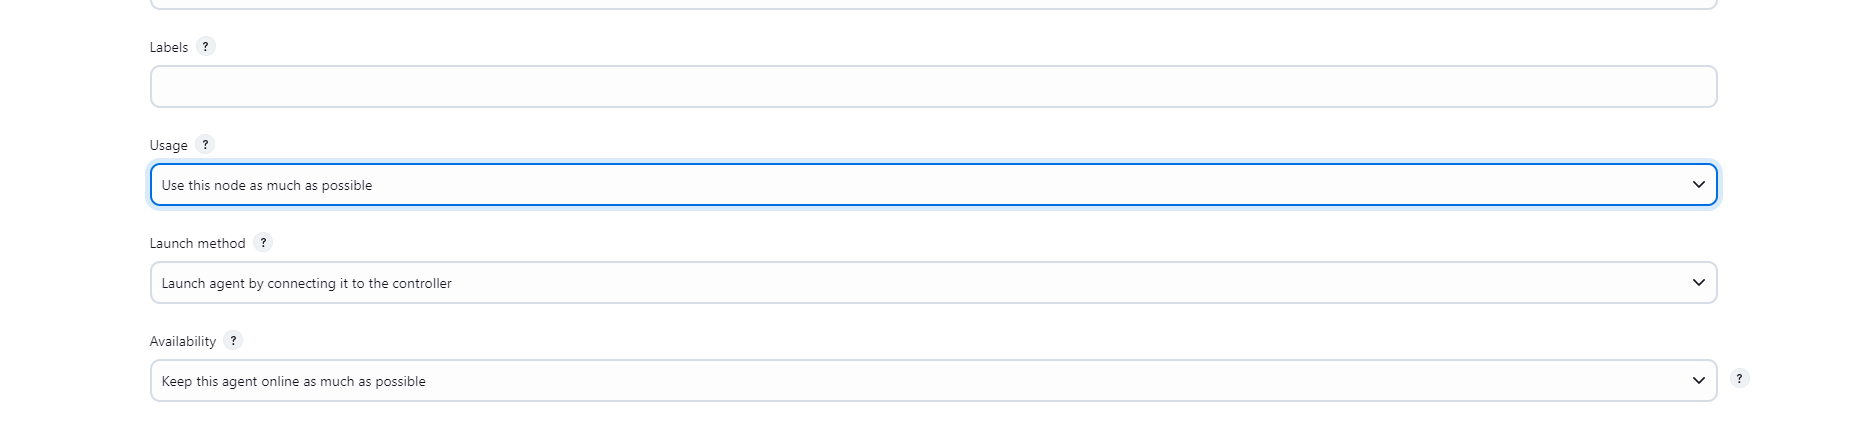 Labels ?
Usage ?
Use this node as much as possible
Launch method ?
Launch agent by connecting it to the controller
Availability ?
Keep this agent online as much as possible
?